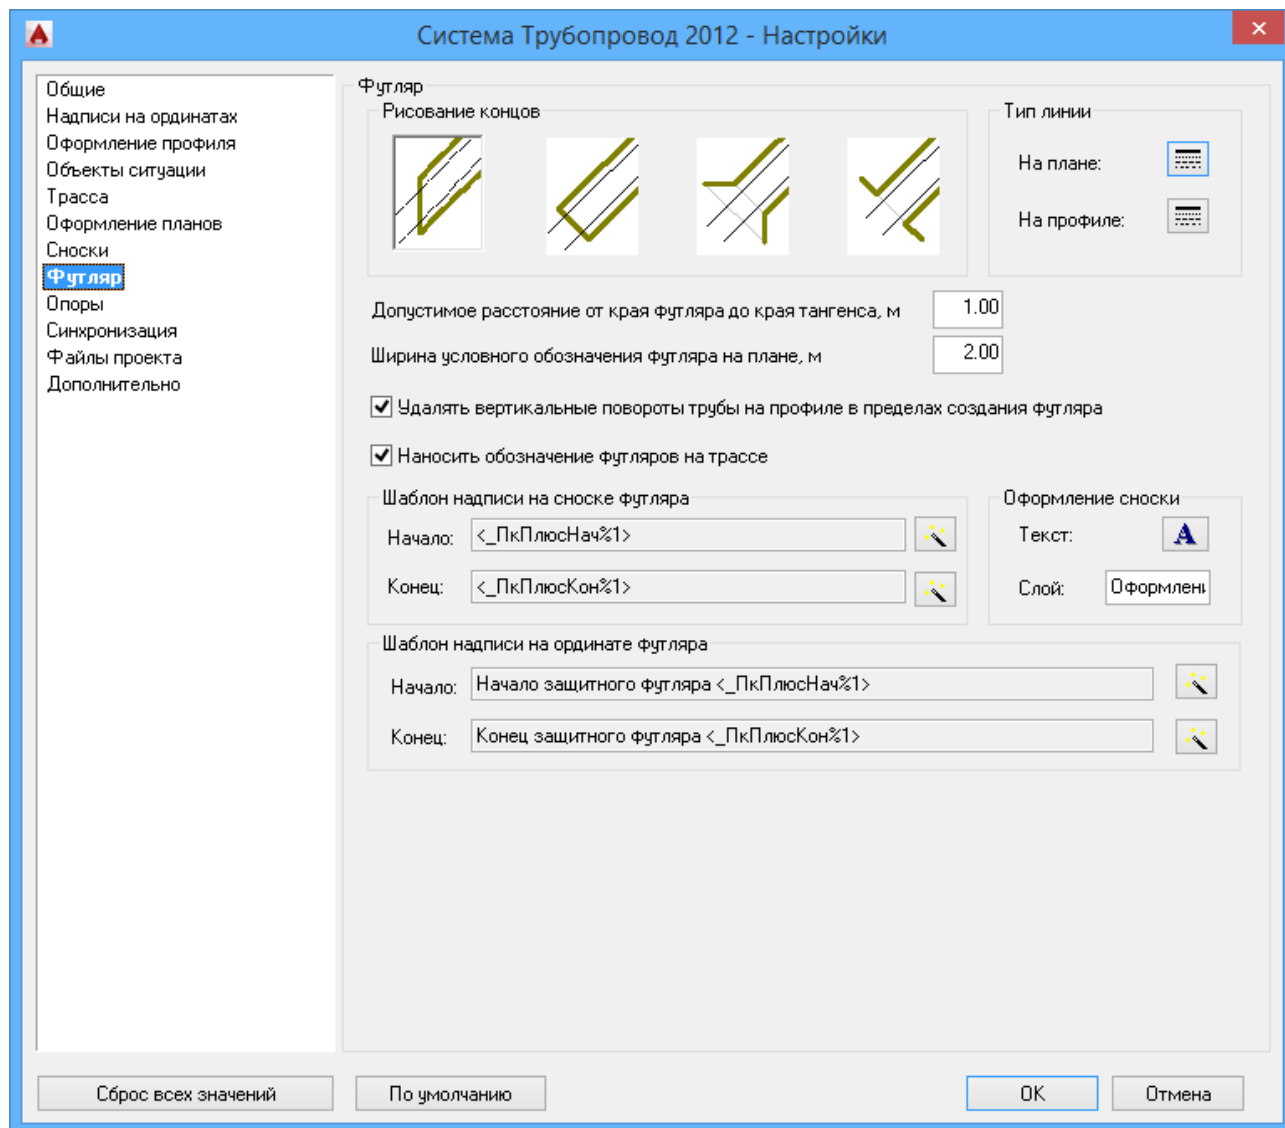 Система Трубопровод 2012 - Настройки
Общие
Надписи на ординатах
Оформление профиля
Объекты ситуации
Трасса
Оформление планов
Сноски
Футляр
Опоры
Синхронизация
Файлы проекта
Дополнительно
Футляр
Рисование концов
Тип линии
На плане:
На профиле:
Допустимое расстояние от края футляра до края тангенса, м 1.00
Ширина условного обозначения футляра на плане, м 2.00
Удалять вертикальные повороты трубы на профиле в пределах создания футляра
Наносить обозначение футляров на трассе
Шаблон надписи на сноске футляра
Начало: <_ПкПлюсНач%1>
Конец: <_ПкПлюсКон%1>
Оформление сноски
Текст: A
Слой: Оформлен
Шаблон надписи на ординате футляра
Начало: Начало защитного футляра <_ПкПлюсНач%1>
Конец: Конец защитного футляра <_ПкПлюсКон%1>
Сброс всех значений
По умолчанию
OK
Отмена